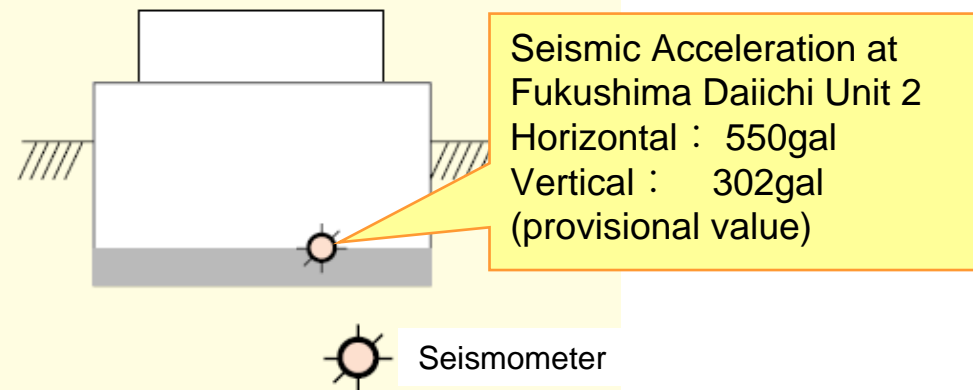 Seismic Acceleration at
Fukushima Daiichi Unit 2
Horizontal： 550gal
Vertical： 302gal
(provisional value)
Seismometer